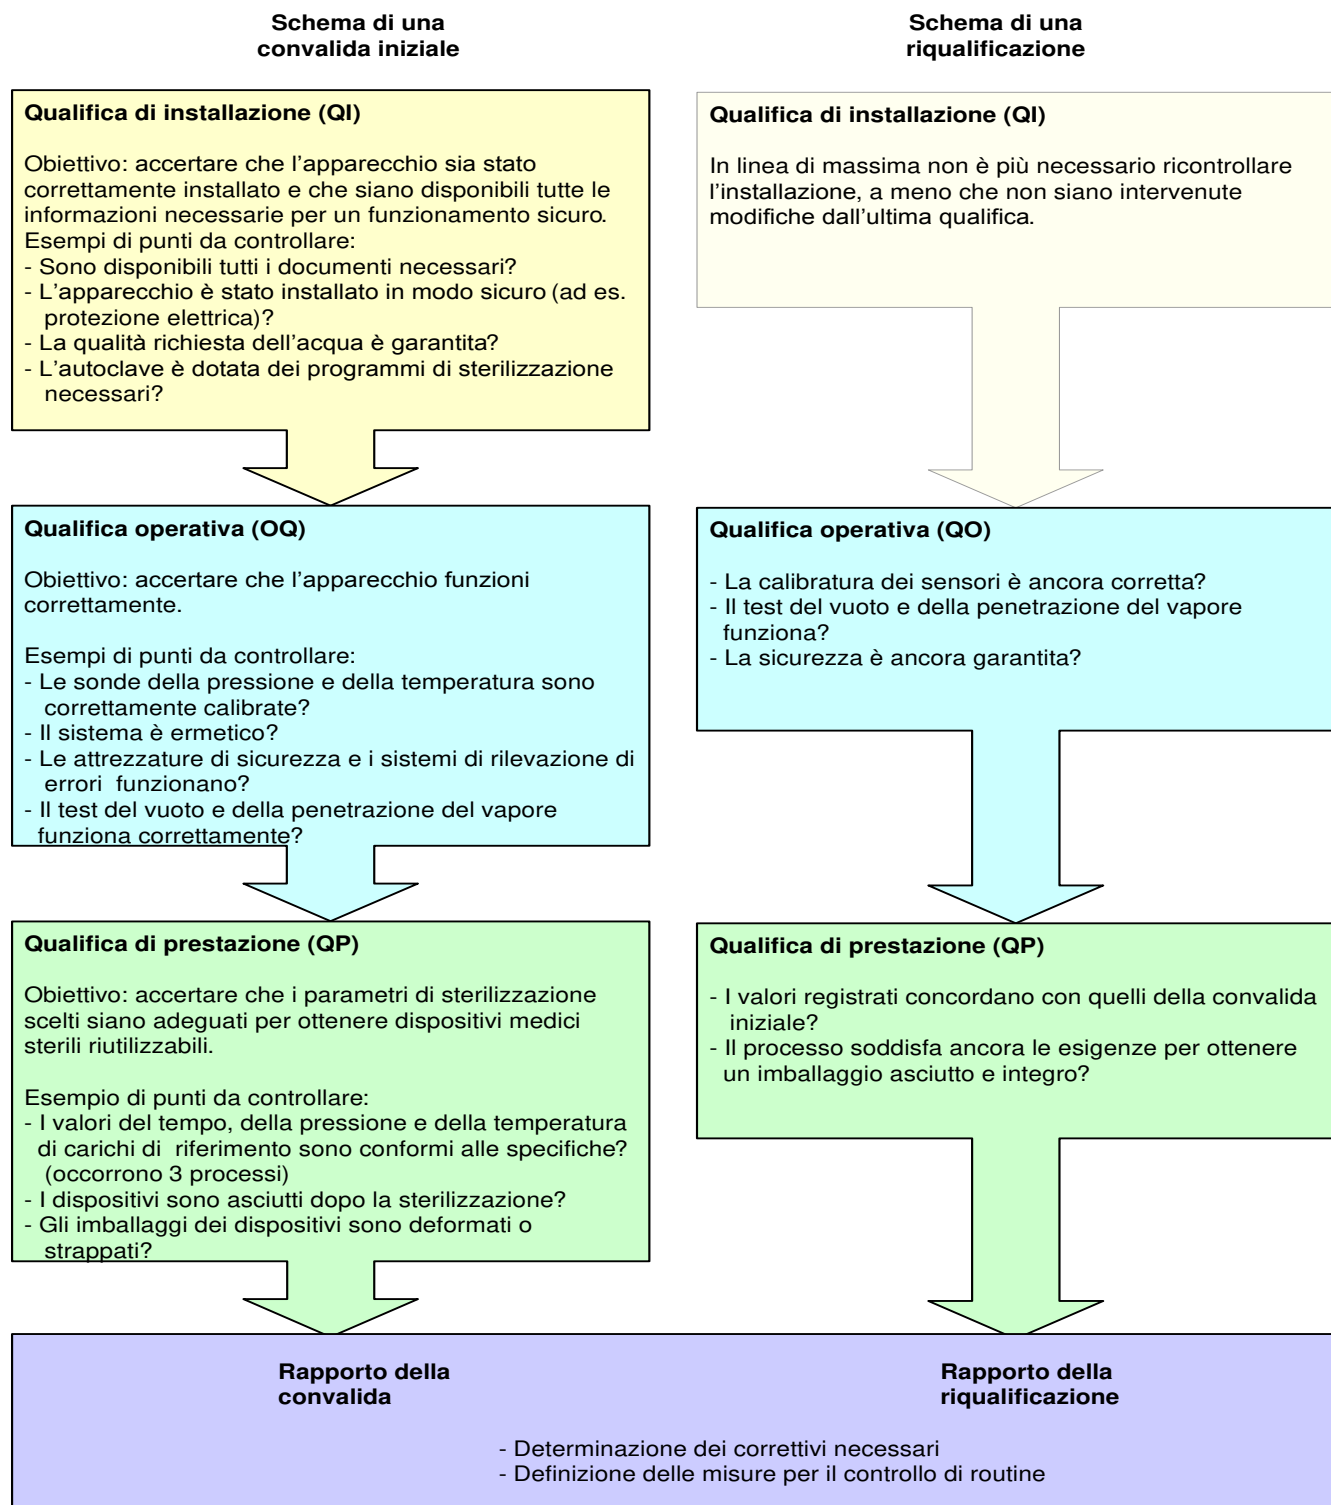 Schema di una
convalida iniziale
Qualifica di installazione (QI)
Obiettivo: accertare che l'apparecchio sia stato
correttamente installato e che siano disponibili tutte le
informazioni necessarie per un funzionamento sicuro.
Esempi di punti da controllare:
- Sono disponibili tutti i documenti necessari?
- L'apparecchio è stato installato in modo sicuro (ad es.
protezione elettrica)?
- La qualità richiesta dell'acqua è garantita?
- L'autoclave è dotata dei programmi di sterilizzazione
necessari?
Qualifica operativa (OQ)
Obiettivo: accertare che l'apparecchio funzioni
correttamente.
Esempi di punti da controllare:
- Le sonde della pressione e della temperatura sono
correttamente calibrate?
- Il sistema è ermetico?
- Le attrezzature di sicurezza e i sistemi di rilevazione di
errori funzionano?
- Il test del vuoto e della penetrazione del vapore
funziona correttamente?
Qualifica di prestazione (QP)
Obiettivo: accertare che i parametri di sterilizzazione
scelti siano adeguati per ottenere dispositivi medici
sterili riutilizzabili.
Esempio di punti da controllare:
- I valori del tempo, della pressione e della temperatura
di carichi di riferimento sono conformi alle specifiche?
(occorrono 3 processi)
- I dispositivi sono asciutti dopo la sterilizzazione?
- Gli imballaggi dei dispositivi sono deformati o
strappati?
Schema di una
riqualificazione
Qualifica di installazione (QI)
In linea di massima non è più necessario ricontrollare
l'installazione, a meno che non siano intervenute
modifiche dall'ultima qualifica.
Qualifica operativa (QO)
- La calibratura dei sensori è ancora corretta?
- Il test del vuoto e della penetrazione del vapore
funziona?
- La sicurezza è ancora garantita?
Qualifica di prestazione (QP)
- I valori registrati concordano con quelli della convalida
iniziale?
- Il processo soddisfa ancora le esigenze per ottenere
un imballaggio asciutto e integro?
Rapporto della
convalida
Rapporto della
riqualificazione
- Determinazione dei correttivi necessari
- Definizione delle misure per il controllo di routine